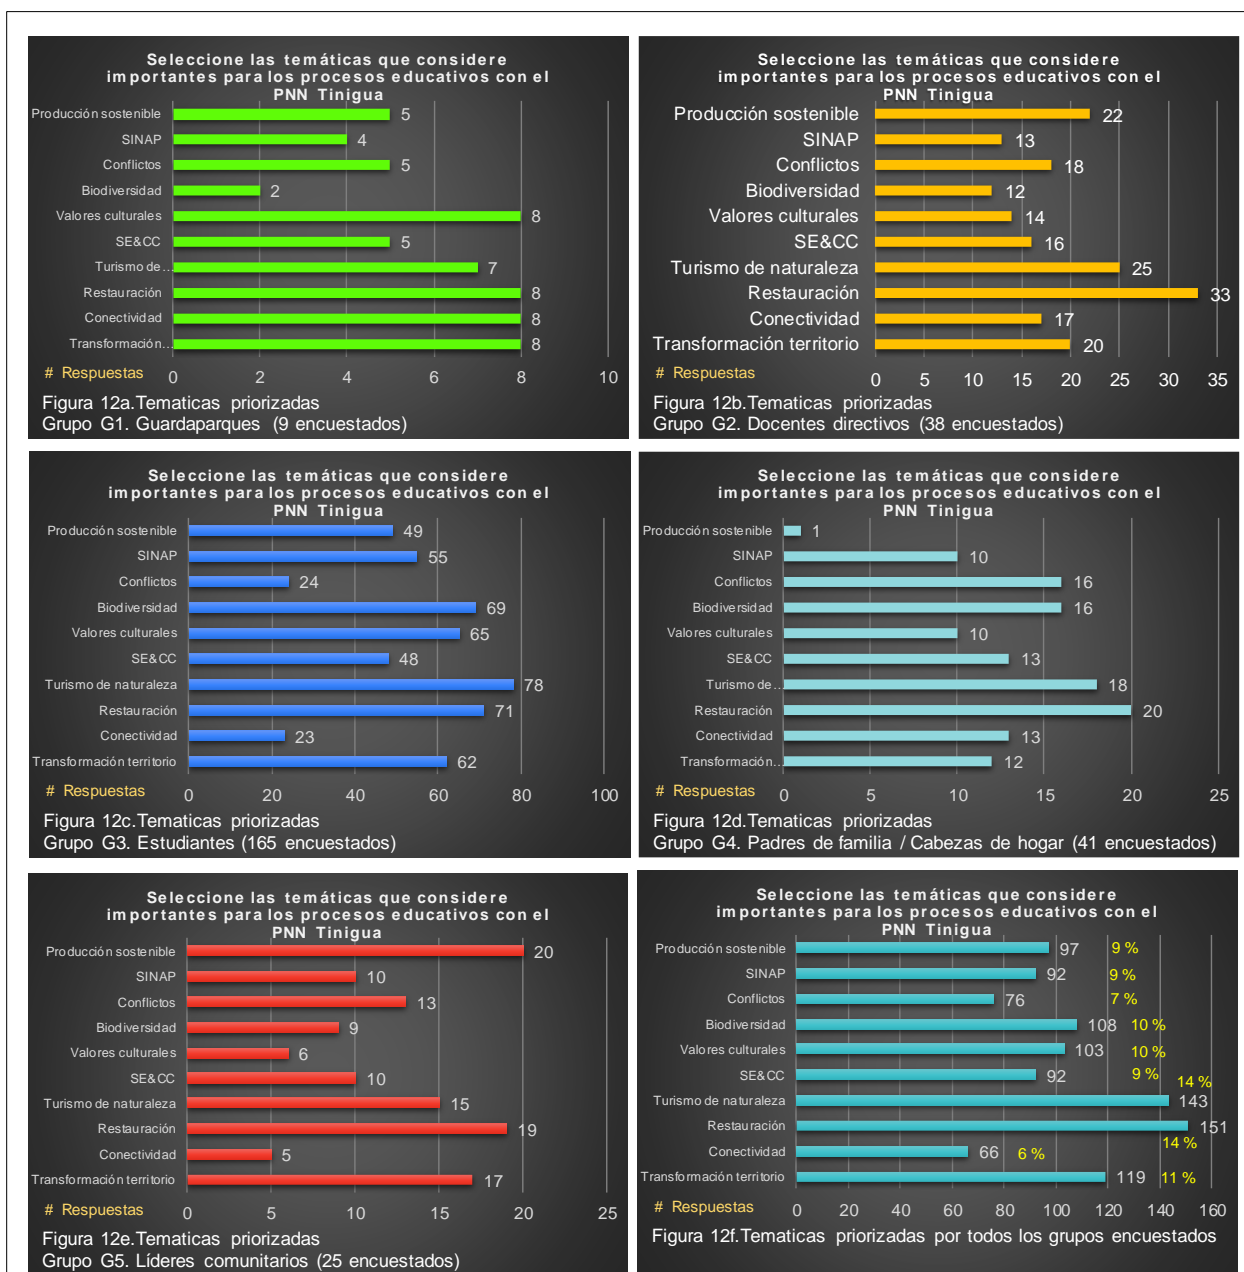 Seleccione las temáticas que considere
importantes para los procesos educativos con el
PNN Tinigua
Producción sostenible 5
SINAP 4
Conflictos 5
Biodiversidad 2
Valores culturales 8
SE&CC 5
Turismo de... 7
Restauración 8
Conectividad 8
Transformación... 8
# Respuestas 0 2 4 6 8 10
Figura 12a.Tematicas priorizadas
Grupo G1. Guardaparques (9 encuestados)
Seleccione las temáticas que considere
importantes para los procesos educativos con el
PNN Tinigua
Producción sostenible 22
SINAP 13
Conflictos 18
Biodiversidad 12
Valores culturales 14
SE&CC 16
Turismo de naturaleza 25
Restauración 33
Conectividad 17
Transformación territorio 20
# Respuestas 0 5 10 15 20 25 30 35
Figura 12b.Tematicas priorizadas
Grupo G2. Docentes directivos (38 encuestados)
Seleccione las temáticas que considere
importantes para los procesos educativos con el
PNN Tinigua
Producción sostenible 49
SINAP 55
Conflictos 24
Biodiversidad 69
Valores culturales 65
SE&CC 48
Turismo de naturaleza 78
Restauración 71
Conectividad 23
Transformación territorio 62
# Respuestas 0 20 40 60 80 100
Figura 12c.Tematicas priorizadas
Grupo G3. Estudiantes (165 encuestados)
Seleccione las temáticas que considere
importantes para los procesos educativos con el
PNN Tinigua
Producción sostenible 1
SINAP 10
Conflictos 16
Biodiversidad 16
Valores culturales 10
SE&CC 13
Turismo de... 18
Restauración 20
Conectividad 13
Transformación... 12
# Respuestas 0 5 10 15 20 25
Figura 12d.Tematicas priorizadas
Grupo G4. Padres de familia / Cabezas de hogar (41 encuestados)
Seleccione las temáticas que considere
importantes para los procesos educativos con el
PNN Tinigua
Producción sostenible 20
SINAP 10
Conflictos 13
Biodiversidad 9
Valores culturales 6
SE&CC 10
Turismo de naturaleza 15
Restauración 19
Conectividad 5
Transformación territorio 17
# Respuestas 0 5 10 15 20 25
Figura 12e.Tematicas priorizadas
Grupo G5. Líderes comunitarios (25 encuestados)
Seleccione las temáticas que considere
importantes para los procesos educativos con el
PNN Tinigua
Producción sostenible 97 9 %
SINAP 92 9 %
Conflictos 76 7 %
Biodiversidad 108 10 %
Valores culturales 103 10 %
SE&CC 92 9 %
Turismo de naturaleza 143 14 %
Restauración 151 14 %
Conectividad 66 6 %
Transformación territorio 119 11 %
# Respuestas 0 20 40 60 80 100 120 140 160
Figura 12f.Tematicas priorizadas por todos los grupos encuestados